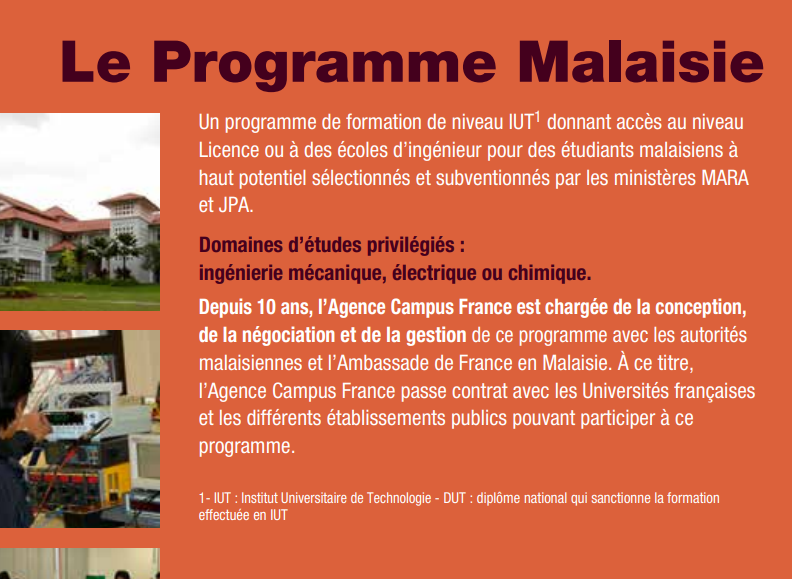 Le Programme Malaisie
Un programme de formation de niveau IUT1 donnant accès au niveau
Licence ou à des écoles d’ingénieur pour des étudiants malaisiens à
haut potentiel sélectionnés et subventionnés par les ministères MARA
et JPA.
Domaines d’études privilégiés :
ingénierie mécanique, électrique ou chimique.
Depuis 10 ans, l’Agence Campus France est chargée de la conception,
de la négociation et de la gestion de ce programme avec les autorités
malaisiennes et l’Ambassade de France en Malaisie. À ce titre,
l’Agence Campus France passe contrat avec les Universités françaises
et les différents établissements publics pouvant participer à ce
programme.
1- IUT : Institut Universitaire de Technologie - DUT : diplôme national qui sanctionne la formation
effectuée en IUT